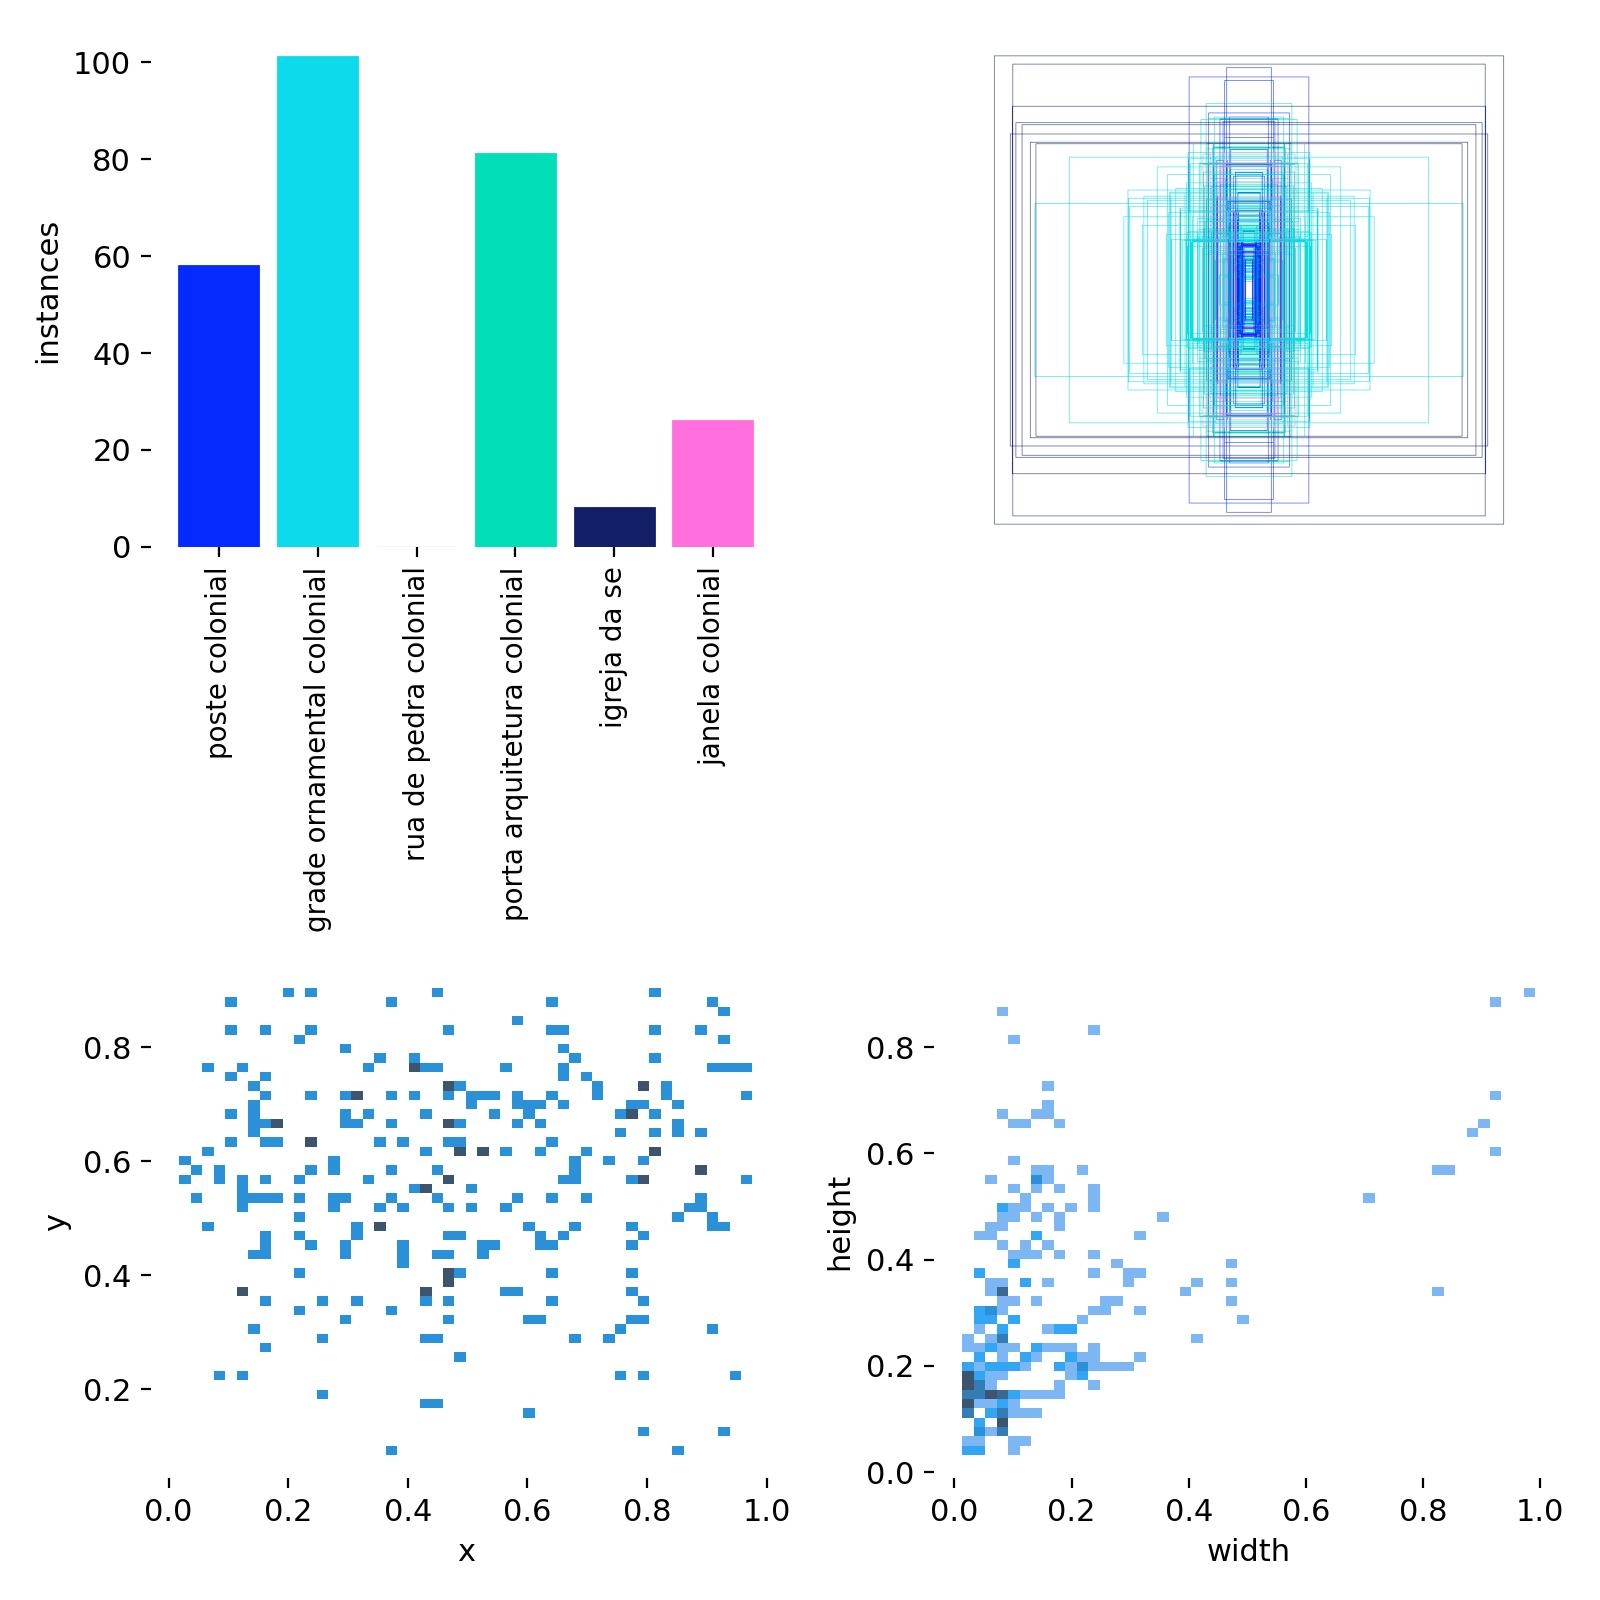 instances
100
80
60
40
20
0
poste colonial
grade ornamental colonial
rua de pedra colonial
porta arquitetura colonial
igreja da se
janela colonial
y
0.8
0.6
0.4
0.2
0.0 0.2 0.4 0.6 0.8 1.0
x
height
0.8
0.6
0.4
0.2
0.0
0.0 0.2 0.4 0.6 0.8 1.0
width